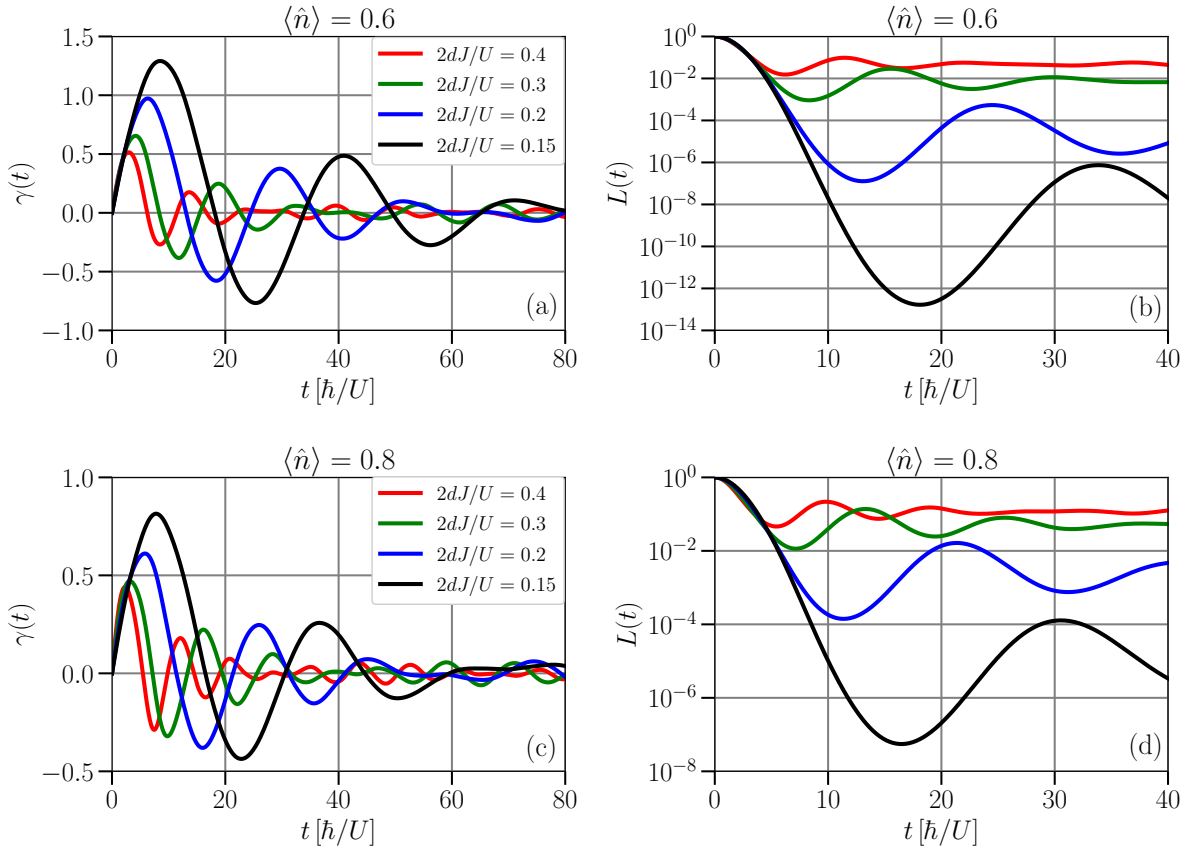 ⟨n̂⟩ = 0.6
1.5
1.0
0.5
0.0
−0.5
−1.0
γ(t)
2dJ/U = 0.4
2dJ/U = 0.3
2dJ/U = 0.2
2dJ/U = 0.15
(a)
0 20 40 60 80
t [ħ/U]
⟨n̂⟩ = 0.6
10⁰
10⁻²
10⁻⁴
10⁻⁶
10⁻⁸
10⁻¹⁰
10⁻¹²
10⁻¹⁴
L(t)
(b)
0 10 20 30 40
t [ħ/U]
⟨n̂⟩ = 0.8
1.0
0.5
0.0
−0.5
γ(t)
2dJ/U = 0.4
2dJ/U = 0.3
2dJ/U = 0.2
2dJ/U = 0.15
(c)
0 20 40 60 80
t [ħ/U]
⟨n̂⟩ = 0.8
10⁰
10⁻²
10⁻⁴
10⁻⁶
10⁻⁸
L(t)
(d)
0 10 20 30 40
t [ħ/U]